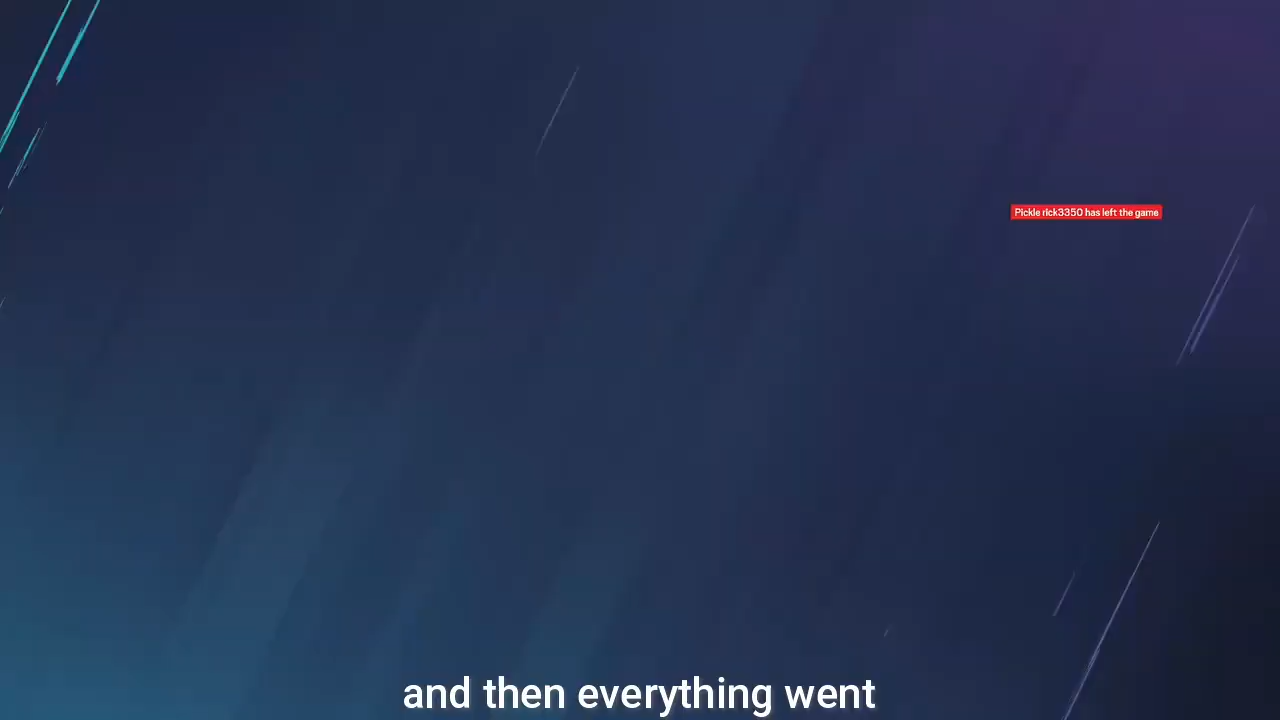 Pickle rick3350 has left the game
and then everything went